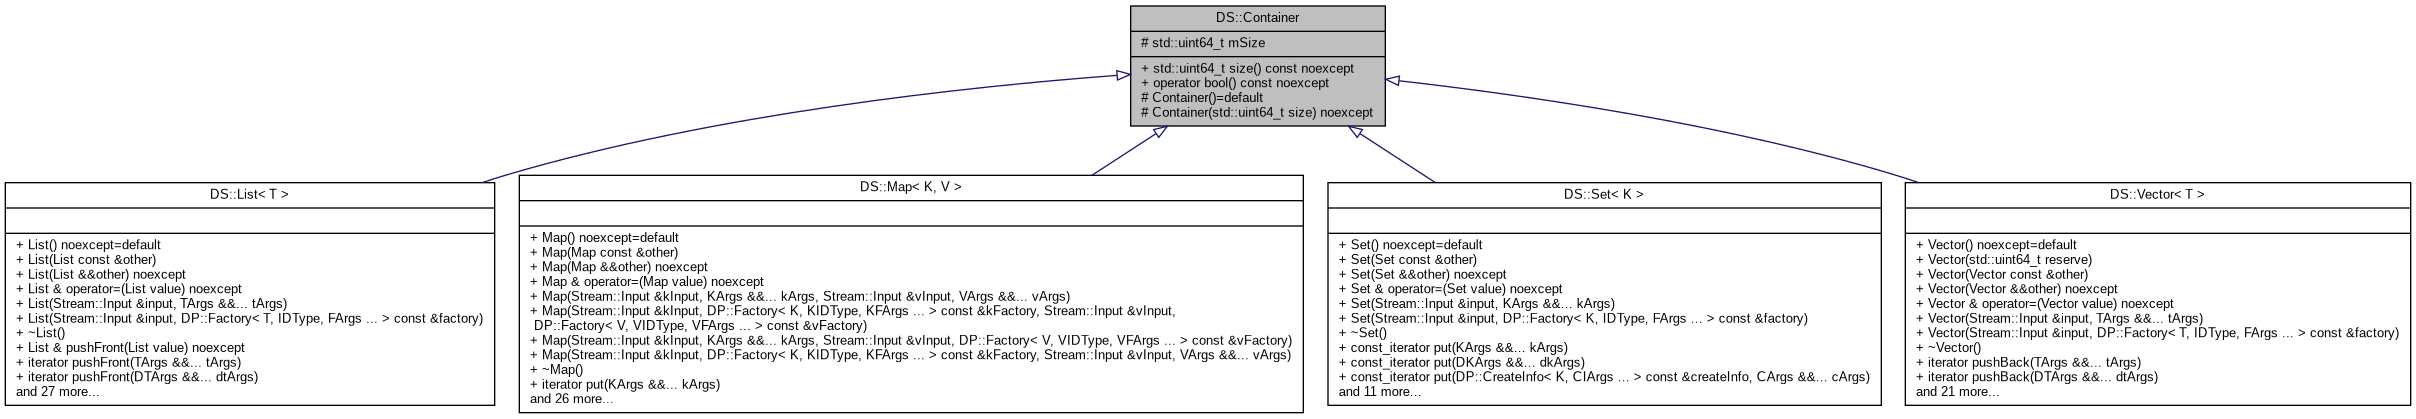 DS::Container
# std::uint64_t mSize
+ std::uint64_t size() const noexcept
+ operator bool() const noexcept
# Container()=default
# Container(std::uint64_t size) noexcept
DS::List< T >
+ List() noexcept=default
+ List(List const &other)
+ List(List &&other) noexcept
+ List & operator=(List value) noexcept
+ List(Stream::Input &input, TArgs &&... tArgs)
+ List(Stream::Input &input, DP::Factory< T, IDType, FArgs ... > const &factory)
+ ~List()
+ List & pushFront(List value) noexcept
+ iterator pushFront(TArgs &&... tArgs)
+ iterator pushFront(DTArgs &&... dtArgs)
and 27 more...
DS::Map< K, V >
+ Map() noexcept=default
+ Map(Map const &other)
+ Map(Map &&other) noexcept
+ Map & operator=(Map value) noexcept
+ Map(Stream::Input &kInput, KArgs &&... kArgs, Stream::Input &vInput, VArgs &&... vArgs)
+ Map(Stream::Input &kInput, DP::Factory< K, KIDType, KFArgs ... > const &kFactory, Stream::Input &vInput,
DP::Factory< V, VIDType, VFArgs ... > const &vFactory)
+ Map(Stream::Input &kInput, KArgs &&... kArgs, Stream::Input &vInput, DP::Factory< V, VIDType, VFArgs ... > const &vFactory)
+ Map(Stream::Input &kInput, DP::Factory< K, KIDType, KFArgs ... > const &kFactory, Stream::Input &vInput, VArgs &&... vArgs)
+ ~Map()
+ iterator put(KArgs &&... kArgs)
and 26 more...
DS::Set< K >
+ Set() noexcept=default
+ Set(Set const &other)
+ Set(Set &&other) noexcept
+ Set & operator=(Set value) noexcept
+ Set(Stream::Input &input, KArgs &&... kArgs)
+ Set(Stream::Input &input, DP::Factory< K, IDType, FArgs ... > const &factory)
+ ~Set()
+ const_iterator put(KArgs &&... kArgs)
+ const_iterator put(DKArgs &&... dkArgs)
+ const_iterator put(DP::CreateInfo< K, CIArgs ... > const &createInfo, CArgs &&... cArgs)
and 11 more...
DS::Vector< T >
+ Vector() noexcept=default
+ Vector(std::uint64_t reserve)
+ Vector(Vector const &other)
+ Vector(Vector &&other) noexcept
+ Vector & operator=(Vector value) noexcept
+ Vector(Stream::Input &input, TArgs &&... tArgs)
+ Vector(Stream::Input &input, DP::Factory< T, IDType, FArgs ... > const &factory)
+ ~Vector()
+ iterator pushBack(TArgs &&... tArgs)
+ iterator pushBack(DTArgs &&... dtArgs)
and 21 more...